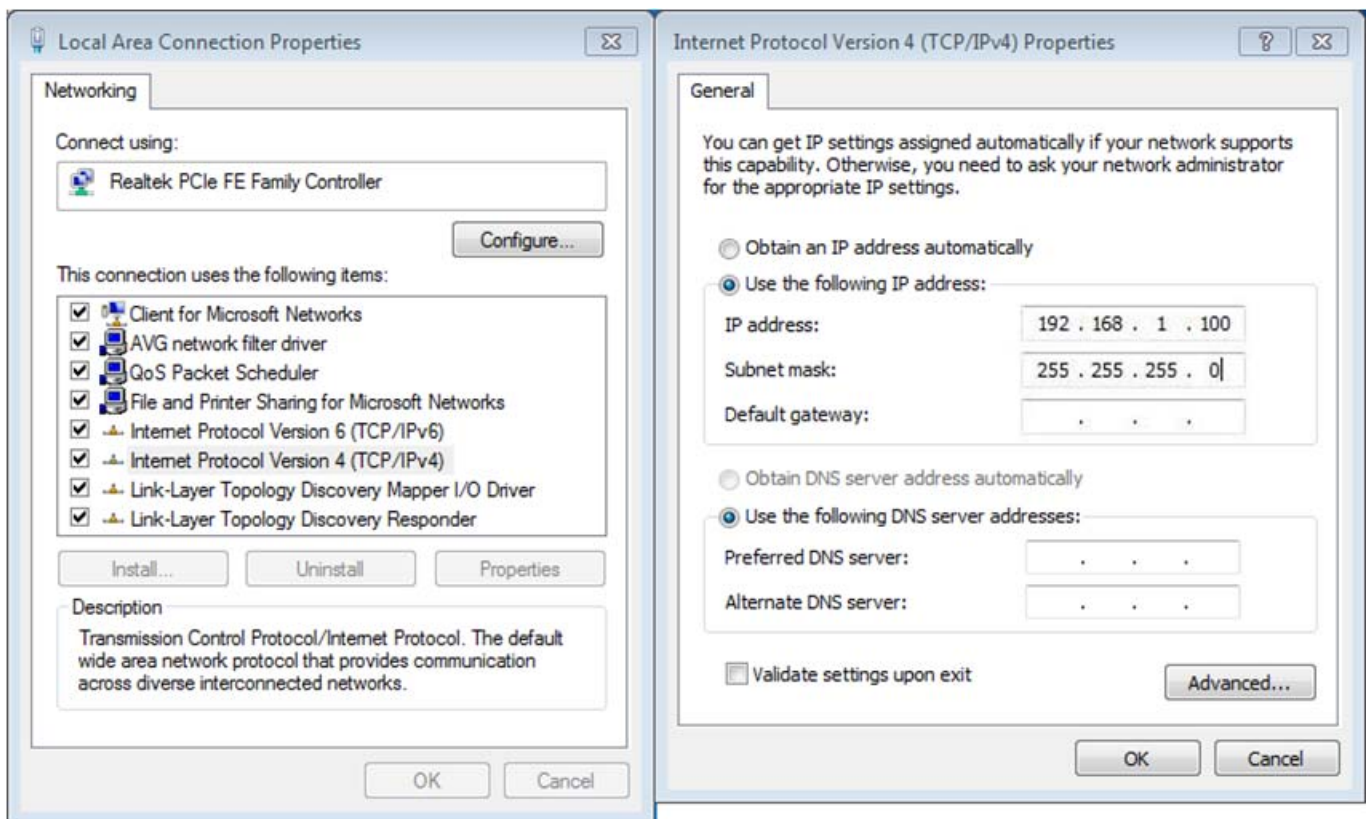 Local Area Connection Properties
Networking
Connect using:
Realtek PCIe FE Family Controller
Configure...
This connection uses the following items:
Client for Microsoft Networks
AVG network filter driver
QoS Packet Scheduler
File and Printer Sharing for Microsoft Networks
Internet Protocol Version 6 (TCP/IPv6)
Internet Protocol Version 4 (TCP/IPv4)
Link-Layer Topology Discovery Mapper I/O Driver
Link-Layer Topology Discovery Responder
Install...
Uninstall
Properties
Description
Transmission Control Protocol/Internet Protocol. The default
wide area network protocol that provides communication
across diverse interconnected networks.
OK
Cancel
Internet Protocol Version 4 (TCP/IPv4) Properties
?
General
You can get IP settings assigned automatically if your network supports
this capability. Otherwise, you need to ask your network administrator
for the appropriate IP settings.
Obtain an IP address automatically
Use the following IP address:
IP address: 192 . 168 . 1 . 100
Subnet mask: 255 . 255 . 255 . 0
Default gateway: . . .
Obtain DNS server address automatically
Use the following DNS server addresses:
Preferred DNS server: . . .
Alternate DNS server: . . .
Validate settings upon exit
Advanced...
OK
Cancel